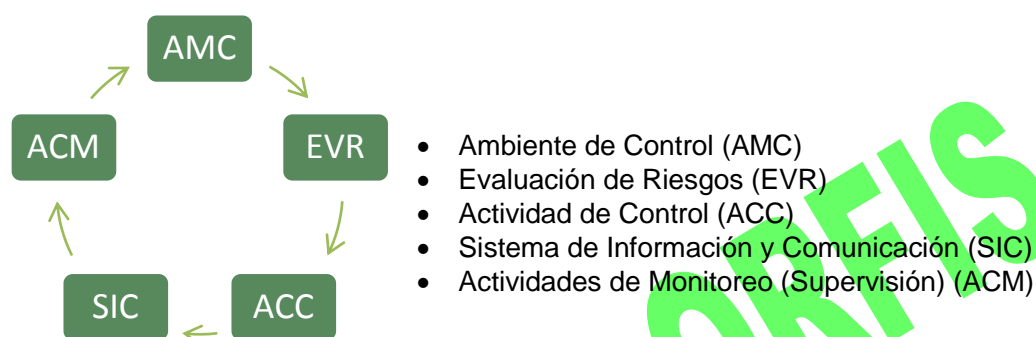 AMC
ACM
EVR
SIC
ACC
• Ambiente de Control (AMC)
• Evaluación de Riesgos (EVR)
• Actividad de Control (ACC)
• Sistema de Información y Comunicación (SIC)
• Actividades de Monitoreo (Supervisión) (ACM)
ORFIS